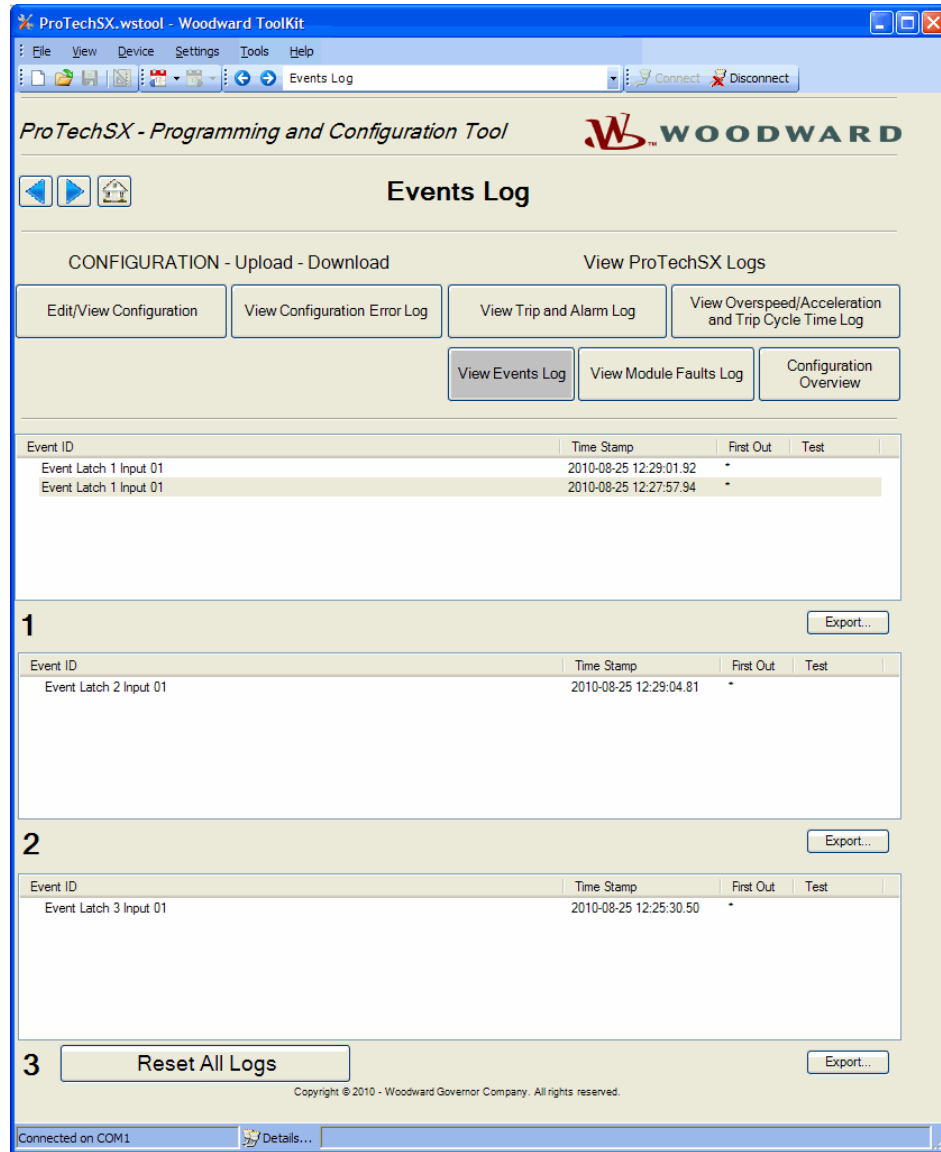 ProTechSX.wstool - Woodward ToolKit
File View Device Settings Tools Help
Events Log Connect Disconnect
ProTechSX - Programming and Configuration Tool WOODWARD
Events Log
CONFIGURATION - Upload - Download View ProTechSX Logs
Edit/View Configuration View Configuration Error Log View Trip and Alarm Log View Overspeed/Acceleration
and Trip Cycle Time Log
View Events Log View Module Faults Log Configuration
Overview
Event ID Time Stamp First Out Test
Event Latch 1 Input 01 2010-08-25 12:29:01.92 *
Event Latch 1 Input 01 2010-08-25 12:27:57.94 *
1 Export...
Event ID Time Stamp First Out Test
Event Latch 2 Input 01 2010-08-25 12:29:04.81 *
2 Export...
Event ID Time Stamp First Out Test
Event Latch 3 Input 01 2010-08-25 12:25:30.50 *
3 Reset All Logs Export...
Copyright © 2010 - Woodward Governor Company. All rights reserved.
Connected on COM1 Details...